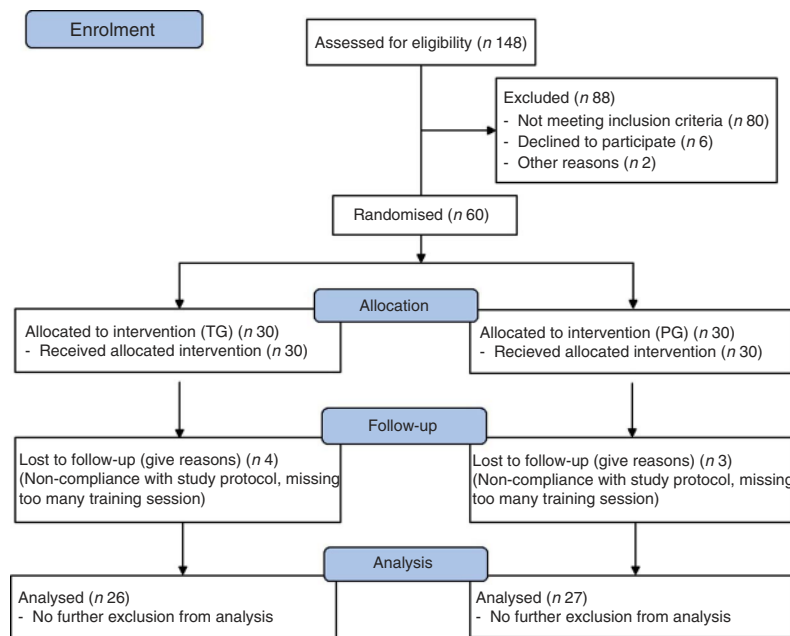 Enrolment
Assessed for eligibility (n 148)
Excluded (n 88)
- Not meeting inclusion criteria (n 80)
- Declined to participate (n 6)
- Other reasons (n 2)
Randomised (n 60)
Allocation
Allocated to intervention (TG) (n 30)
- Received allocated intervention (n 30)
Allocated to intervention (PG) (n 30)
- Recieved allocated intervention (n 30)
Follow-up
Lost to follow-up (give reasons) (n 4)
(Non-compliance with study protocol, missing
too many training session)
Lost to follow-up (give reasons) (n 3)
(Non-compliance with study protocol, missing
too many training session)
Analysis
Analysed (n 26)
- No further exclusion from analysis
Analysed (n 27)
- No further exclusion from analysis